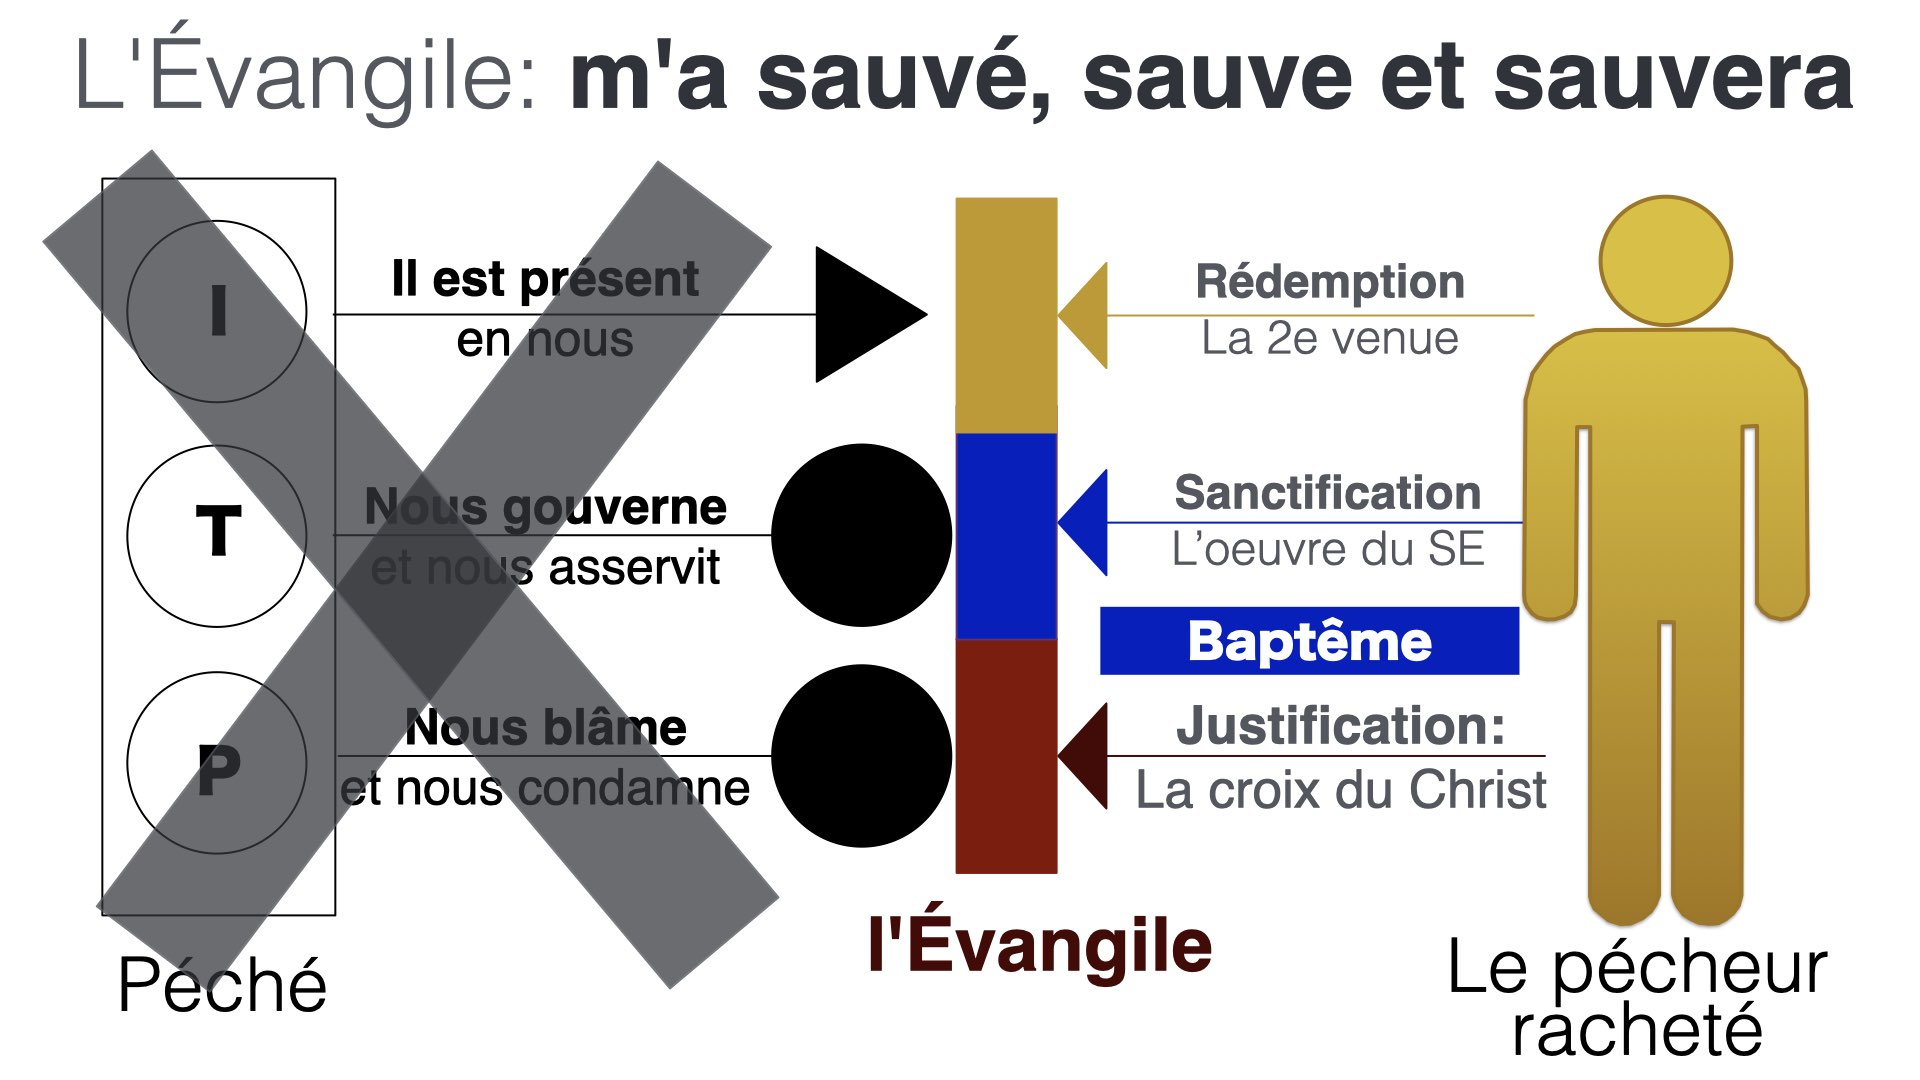 L'Évangile: m'a sauvé, sauve et sauvera
I
Il est présent
en nous
Rédemption
La 2e venue
T
Nous gouverne
et nous asservit
Sanctification
L’oeuvre du SE
Baptême
P
Nous blâme
et nous condamne
Justification:
La croix du Christ
Péché
l'Évangile
Le pécheur
racheté